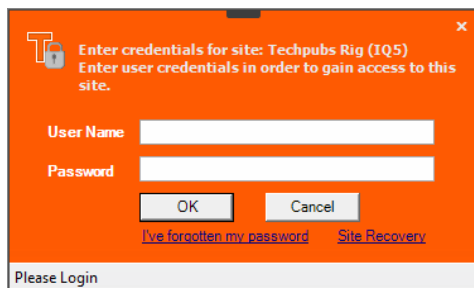 ×
Enter credentials for site: Techpubs Rig (IQ5)
Enter user credentials in order to gain access to this
site.
User Name
Password
OK Cancel
I've forgotten my password Site Recovery
Please Login